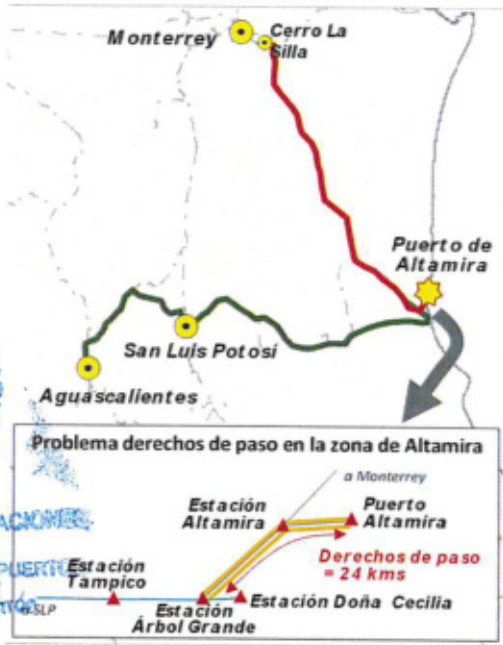 Monterrey
Cerro La
Silla
Puerto de
Altamira
San Luis Potosí
Aguascalientes
Problema derechos de paso en la zona de Altamira
a Monterrey
Estación
Altamira
Puerto
Altamira
Derechos de paso
= 24 kms
Estación
Tampico
PUERTO
SLP
Estación
Árbol Grande
Estación Doña Cecilia